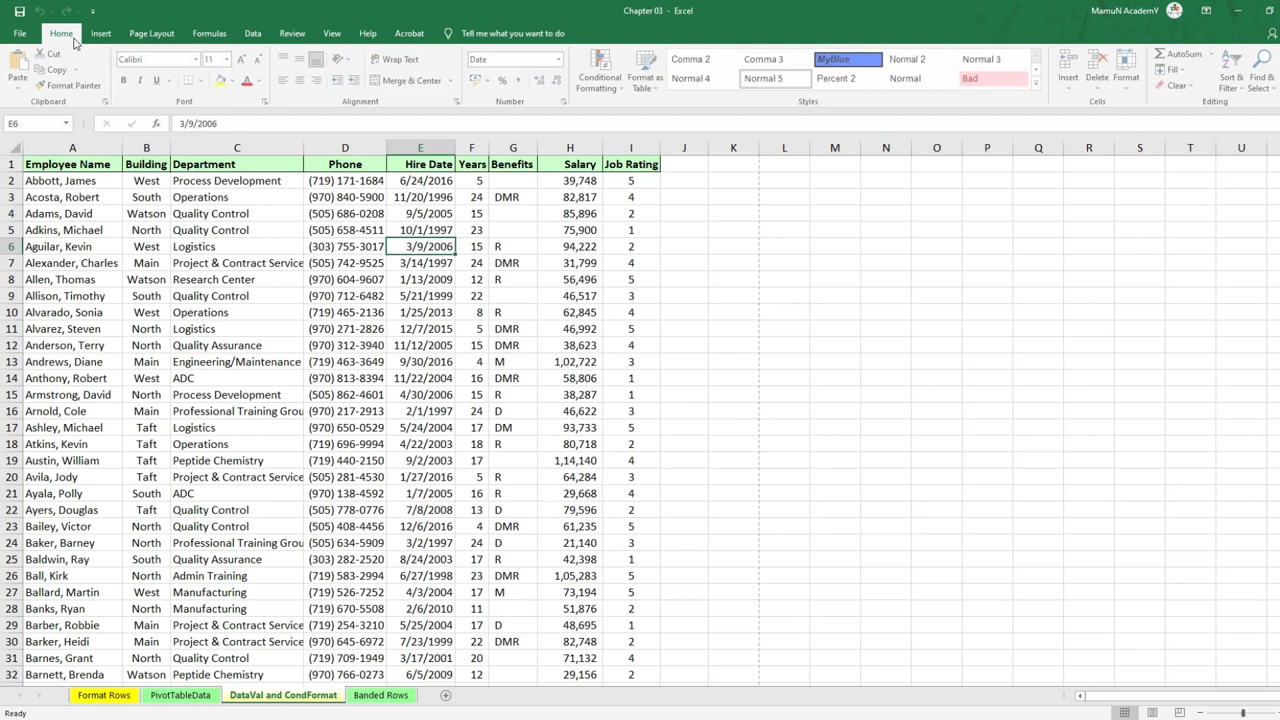 Chapter 03 - Excel
MamuN AcademY
File Home Insert Page Layout Formulas Data Review View Help Acrobat Tell me what you want to do
Paste
Cut
Copy
Format Painter
Clipboard
Calibri 11
B I U
Font
Wrap Text
Merge & Center
Alignment
Date
Number
Conditional Formatting
Format as Table
Comma 2 Comma 3 MyBlue Normal 2 Normal 3
Normal 4 Normal 5 Percent 2 Normal Bad
Styles
Insert Delete Format
Cells
AutoSum
Fill
Clear
Sort & Filter
Find & Select
Editing
E6 fx 3/9/2006
A B C D E F G H I J K L M N O P Q R S T U
1 Employee Name Building Department Phone Hire Date Years Benefits Salary Job Rating
2 Abbott, James West Process Development (719) 171-1684 6/24/2016 5 39,748 5
3 Acosta, Robert South Operations (970) 840-5900 11/20/1996 24 DMR 82,817 4
4 Adams, David Watson Quality Control (505) 686-0208 9/5/2005 15 85,896 2
5 Adkins, Michael North Quality Control (505) 658-4511 10/1/1997 23 75,900 1
6 Aguilar, Kevin West Logistics (303) 755-3017 3/9/2006 15 R 94,222 2
7 Alexander, Charles Main Project & Contract Service (505) 742-9525 3/14/1997 24 DMR 31,799 4
8 Allen, Thomas Watson Research Center (970) 604-9607 1/13/2009 12 R 56,496 5
9 Allison, Timothy South Quality Control (970) 712-6482 5/21/1999 22 46,517 3
10 Alvarado, Sonia West Operations (719) 465-2136 1/25/2013 8 R 62,845 4
11 Alvarez, Steven North Logistics (970) 271-2826 12/7/2015 5 DMR 46,992 5
12 Anderson, Terry North Quality Assurance (970) 312-3940 11/12/2005 15 DMR 38,623 4
13 Andrews, Diane Main Engineering/Maintenance (719) 463-3649 9/30/2016 4 M 1,02,722 3
14 Anthony, Robert West ADC (970) 813-8394 11/22/2004 16 DMR 58,806 1
15 Armstrong, David North Process Development (505) 862-4601 4/30/2006 15 R 38,287 1
16 Arnold, Cole Main Professional Training Grou (970) 217-2913 2/1/1997 24 D 46,622 3
17 Ashley, Michael Taft Logistics (970) 650-0529 5/24/2004 17 DM 93,733 5
18 Atkins, Kevin Taft Operations (719) 696-9994 4/22/2003 18 R 80,718 2
19 Austin, William Taft Peptide Chemistry (719) 440-2150 9/2/2003 17 1,14,140 4
20 Avila, Jody Taft Project & Contract Service (505) 281-4530 1/27/2016 5 R 64,284 3
21 Ayala, Polly South ADC (970) 138-4592 1/7/2005 16 R 29,668 4
22 Ayers, Douglas Taft Quality Control (505) 778-0776 7/8/2008 13 D 79,596 2
23 Bailey, Victor North Quality Control (505) 408-4456 12/6/2016 4 DMR 61,235 5
24 Baker, Barney North Professional Training Grou (505) 634-5909 3/2/1997 24 D 21,140 3
25 Baldwin, Ray South Quality Assurance (303) 282-2520 8/24/2003 17 R 42,398 1
26 Ball, Kirk North Admin Training (719) 583-2994 6/27/1998 23 DMR 1,05,283 5
27 Ballard, Martin West Manufacturing (719) 526-7252 4/3/2004 17 M 73,194 5
28 Banks, Ryan North Manufacturing (719) 670-5508 2/6/2010 11 51,876 2
29 Barber, Robbie Main Project & Contract Service (719) 254-3210 5/25/2004 17 D 48,695 1
30 Barker, Heidi Main Project & Contract Service (970) 645-6972 7/23/1999 22 DMR 82,748 2
31 Barnes, Grant North Quality Control (719) 709-1949 3/17/2001 20 71,132 4
32 Barnett, Brenda Watson Peptide Chemistry (970) 766-0273 6/5/2009 12 29,156 2
Format Rows PivotTableData DataVal and CondFormat Banded Rows
Ready